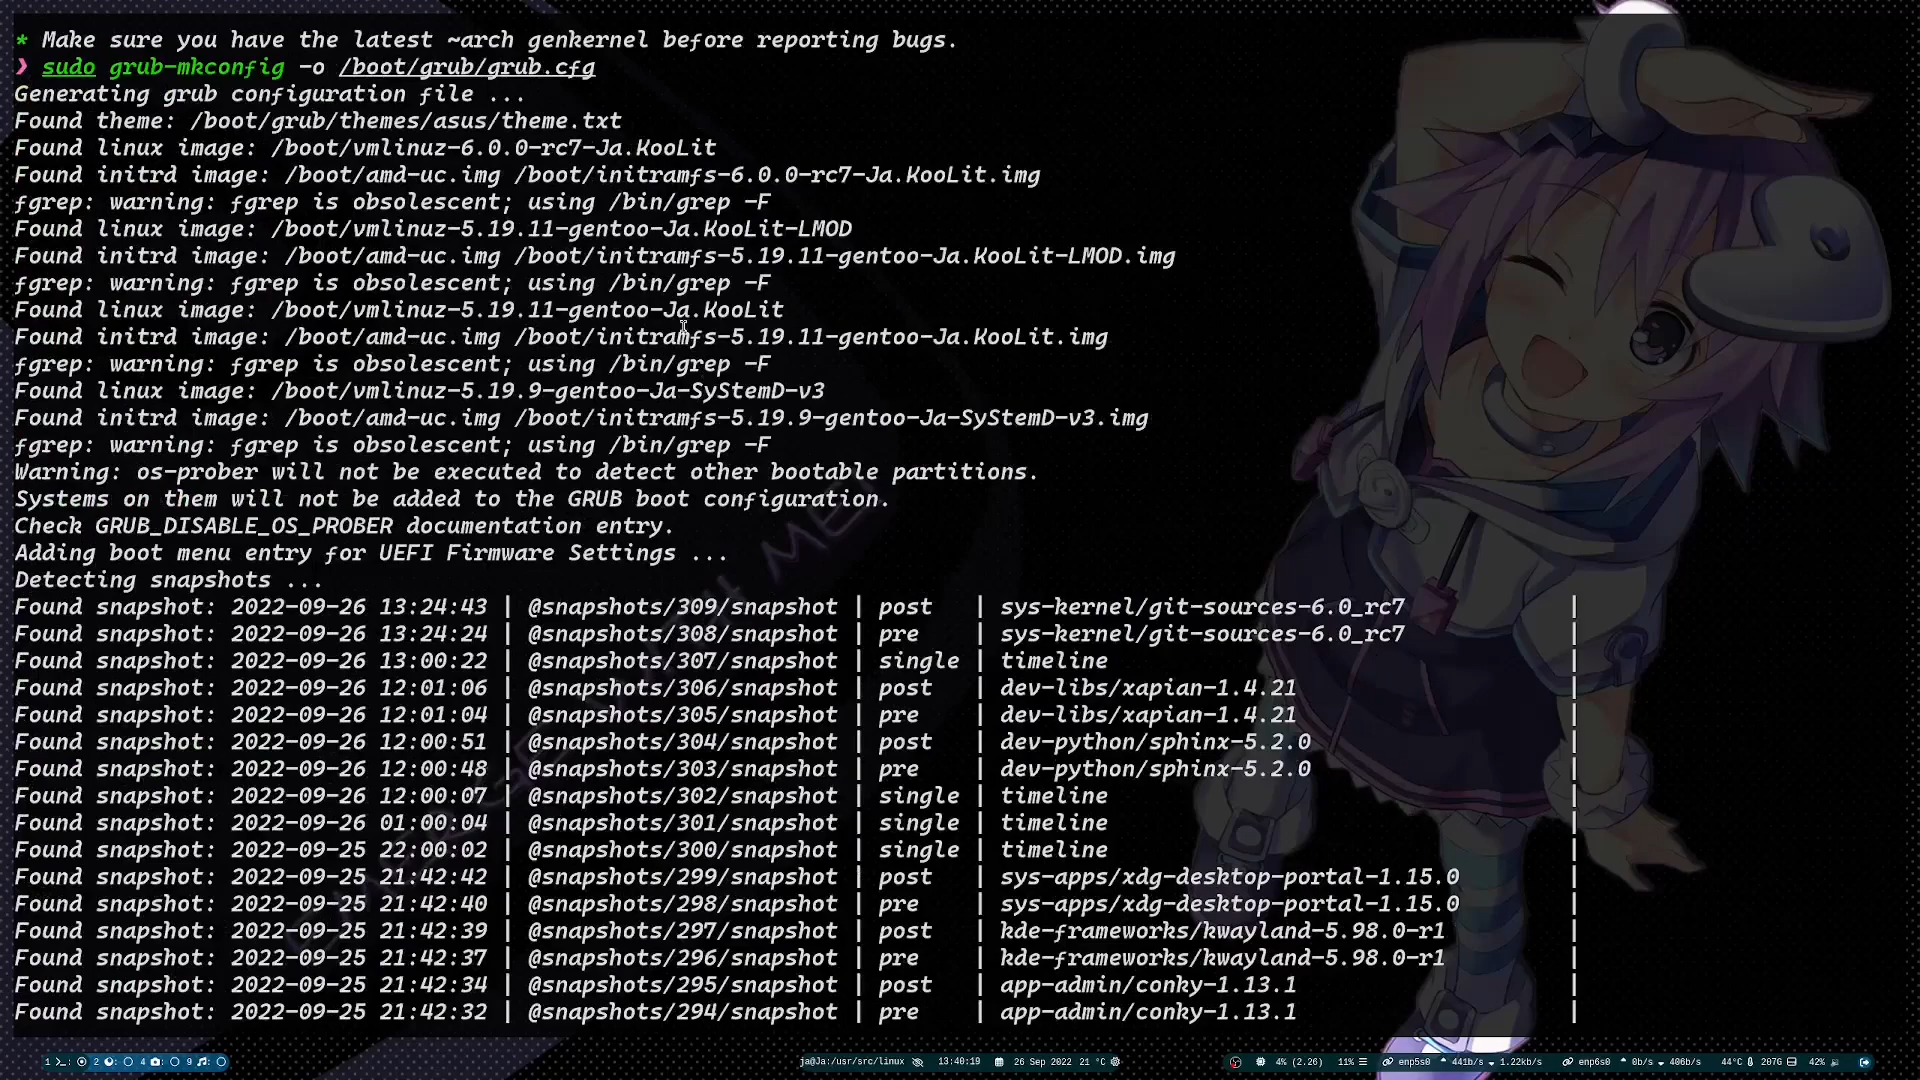 * Make sure you have the latest ~arch genkernel before reporting bugs.
❯ sudo grub-mkconfig -o /boot/grub/grub.cfg
Generating grub configuration file ...
Found theme: /boot/grub/themes/asus/theme.txt
Found linux image: /boot/vmlinuz-6.0.0-rc7-Ja.KooLit
Found initrd image: /boot/amd-uc.img /boot/initramfs-6.0.0-rc7-Ja.KooLit.img
fgrep: warning: fgrep is obsolescent; using /bin/grep -F
Found linux image: /boot/vmlinuz-5.19.11-gentoo-Ja.KooLit-LMOD
Found initrd image: /boot/amd-uc.img /boot/initramfs-5.19.11-gentoo-Ja.KooLit-LMOD.img
fgrep: warning: fgrep is obsolescent; using /bin/grep -F
Found linux image: /boot/vmlinuz-5.19.11-gentoo-Ja.KooLit
Found initrd image: /boot/amd-uc.img /boot/initramfs-5.19.11-gentoo-Ja.KooLit.img
fgrep: warning: fgrep is obsolescent; using /bin/grep -F
Found linux image: /boot/vmlinuz-5.19.9-gentoo-Ja-SyStemD-v3
Found initrd image: /boot/amd-uc.img /boot/initramfs-5.19.9-gentoo-Ja-SyStemD-v3.img
fgrep: warning: fgrep is obsolescent; using /bin/grep -F
Warning: os-prober will not be executed to detect other bootable partitions.
Systems on them will not be added to the GRUB boot configuration.
Check GRUB_DISABLE_OS_PROBER documentation entry.
Adding boot menu entry for UEFI Firmware Settings ...
Detecting snapshots ...
Found snapshot: 2022-09-26 13:24:43 | @snapshots/309/snapshot | post | sys-kernel/git-sources-6.0_rc7 |
Found snapshot: 2022-09-26 13:24:24 | @snapshots/308/snapshot | pre | sys-kernel/git-sources-6.0_rc7 |
Found snapshot: 2022-09-26 13:00:22 | @snapshots/307/snapshot | single | timeline |
Found snapshot: 2022-09-26 12:01:06 | @snapshots/306/snapshot | post | dev-libs/xapian-1.4.21 |
Found snapshot: 2022-09-26 12:01:04 | @snapshots/305/snapshot | pre | dev-libs/xapian-1.4.21 |
Found snapshot: 2022-09-26 12:00:51 | @snapshots/304/snapshot | post | dev-python/sphinx-5.2.0 |
Found snapshot: 2022-09-26 12:00:48 | @snapshots/303/snapshot | pre | dev-python/sphinx-5.2.0 |
Found snapshot: 2022-09-26 12:00:07 | @snapshots/302/snapshot | single | timeline |
Found snapshot: 2022-09-26 01:00:04 | @snapshots/301/snapshot | single | timeline |
Found snapshot: 2022-09-25 22:00:02 | @snapshots/300/snapshot | single | timeline |
Found snapshot: 2022-09-25 21:42:42 | @snapshots/299/snapshot | post | sys-apps/xdg-desktop-portal-1.15.0 |
Found snapshot: 2022-09-25 21:42:40 | @snapshots/298/snapshot | pre | sys-apps/xdg-desktop-portal-1.15.0 |
Found snapshot: 2022-09-25 21:42:39 | @snapshots/297/snapshot | post | kde-frameworks/kwayland-5.98.0-r1 |
Found snapshot: 2022-09-25 21:42:37 | @snapshots/296/snapshot | pre | kde-frameworks/kwayland-5.98.0-r1 |
Found snapshot: 2022-09-25 21:42:34 | @snapshots/295/snapshot | post | app-admin/conky-1.13.1 |
Found snapshot: 2022-09-25 21:42:32 | @snapshots/294/snapshot | pre | app-admin/conky-1.13.1 |
1 2 4 9 ja@Ja:/usr/src/linux 13:40:19 26 Sep 2022 21 °C 4% (2.26) 11% enp5s0 441b/s 1.22kb/s enp6s0 0b/s 406b/s 44°C 207G 42%